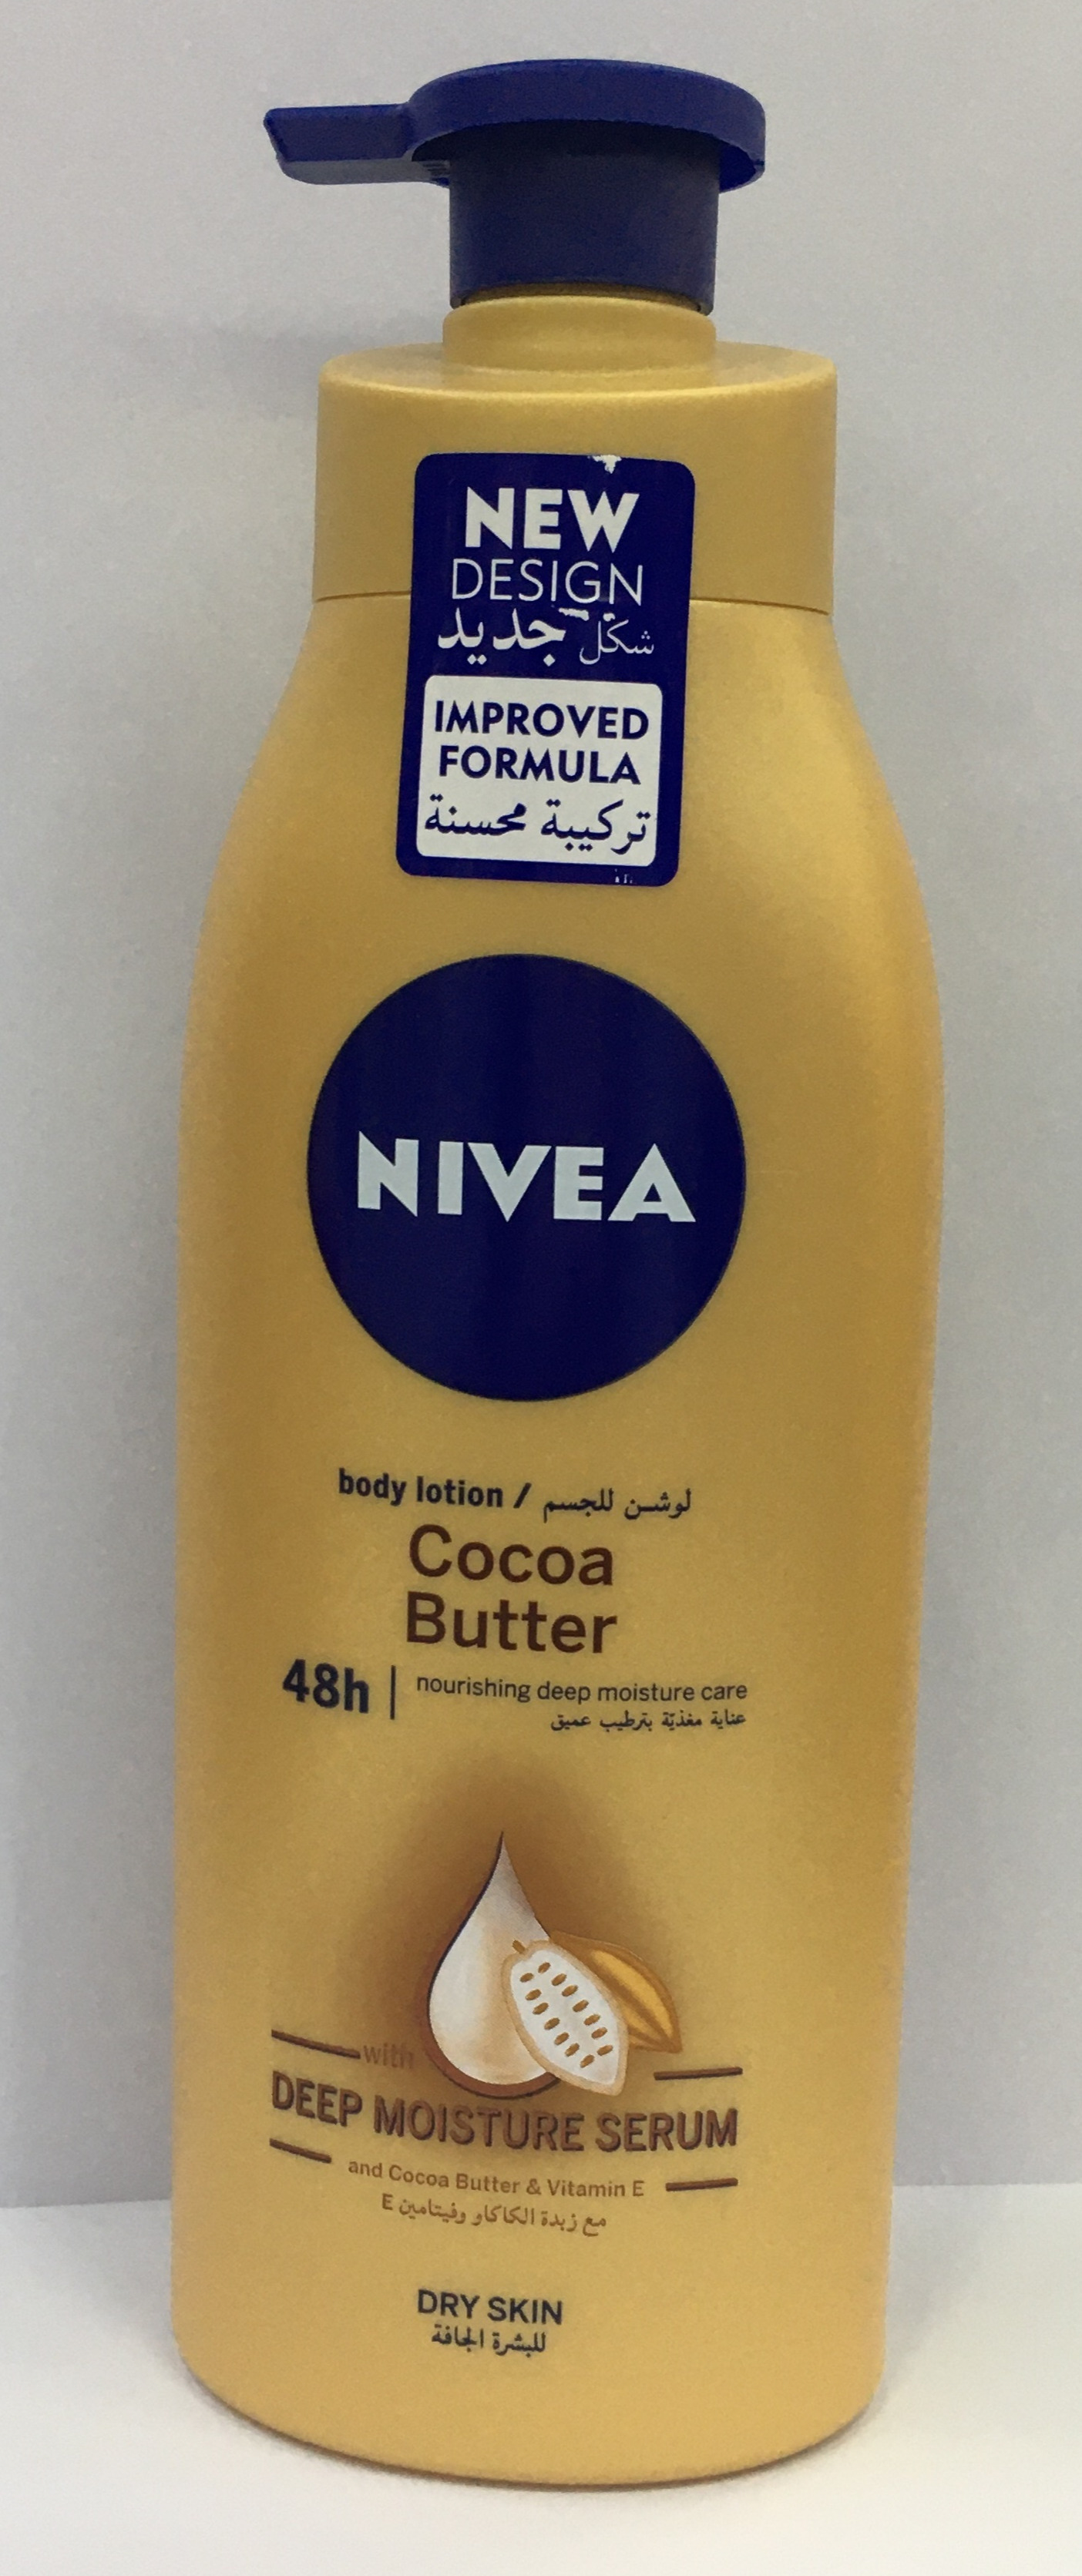 NEW
DESIGN
شكل جديد
IMPROVED
FORMULA
تركيبة محسنة
NIVEA
body lotion / لوشن للجسم
Cocoa
Butter
48h | nourishing deep moisture care
عناية مغذيّة بترطيب عميق
with
DEEP MOISTURE SERUM
and Cocoa Butter & Vitamin E
مع زبدة الكاكاو وفيتامين E
DRY SKIN
للبشرة الجافة